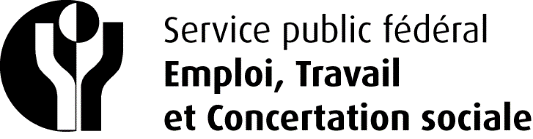 Service public fédéral
Emploi, Travail
et Concertation sociale